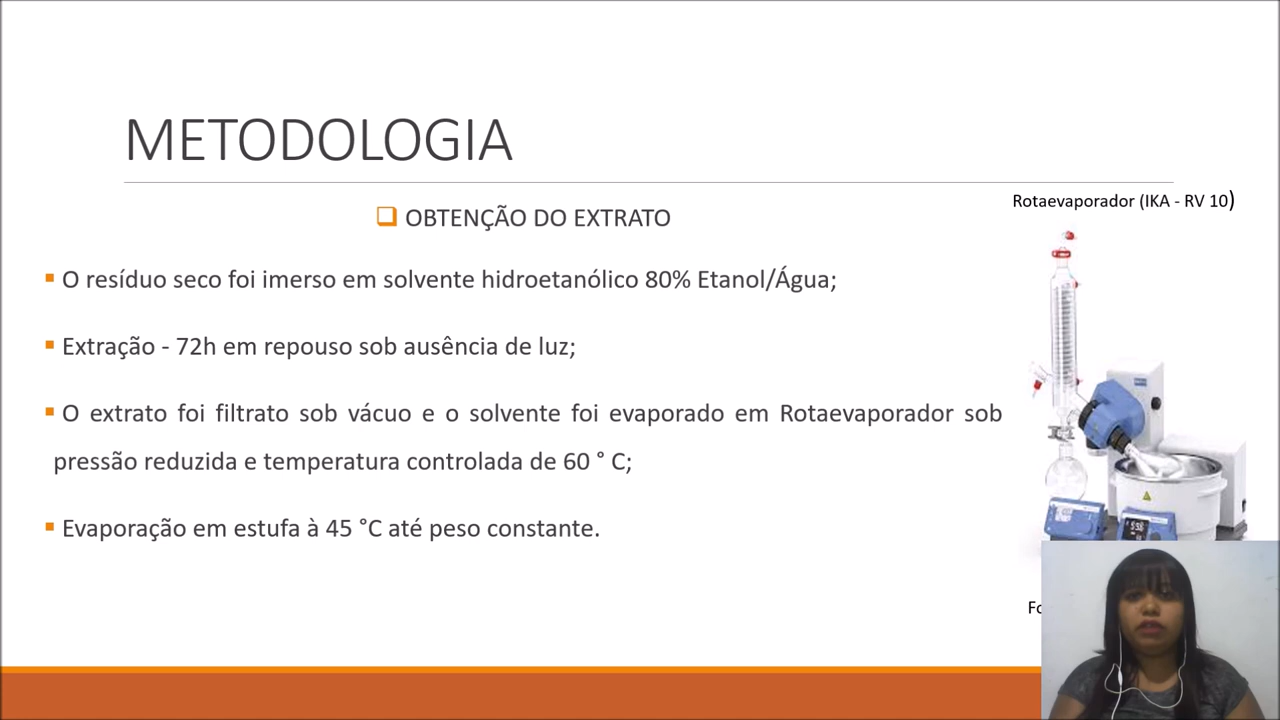 METODOLOGIA
Rotaevaporador (IKA - RV 10)
OBTENÇÃO DO EXTRATO
O resíduo seco foi imerso em solvente hidroetanólico 80% Etanol/Água;
Extração - 72h em repouso sob ausência de luz;
O extrato foi filtrato sob vácuo e o solvente foi evaporado em Rotaevaporador sob
pressão reduzida e temperatura controlada de 60 ° C;
Evaporação em estufa à 45 °C até peso constante.